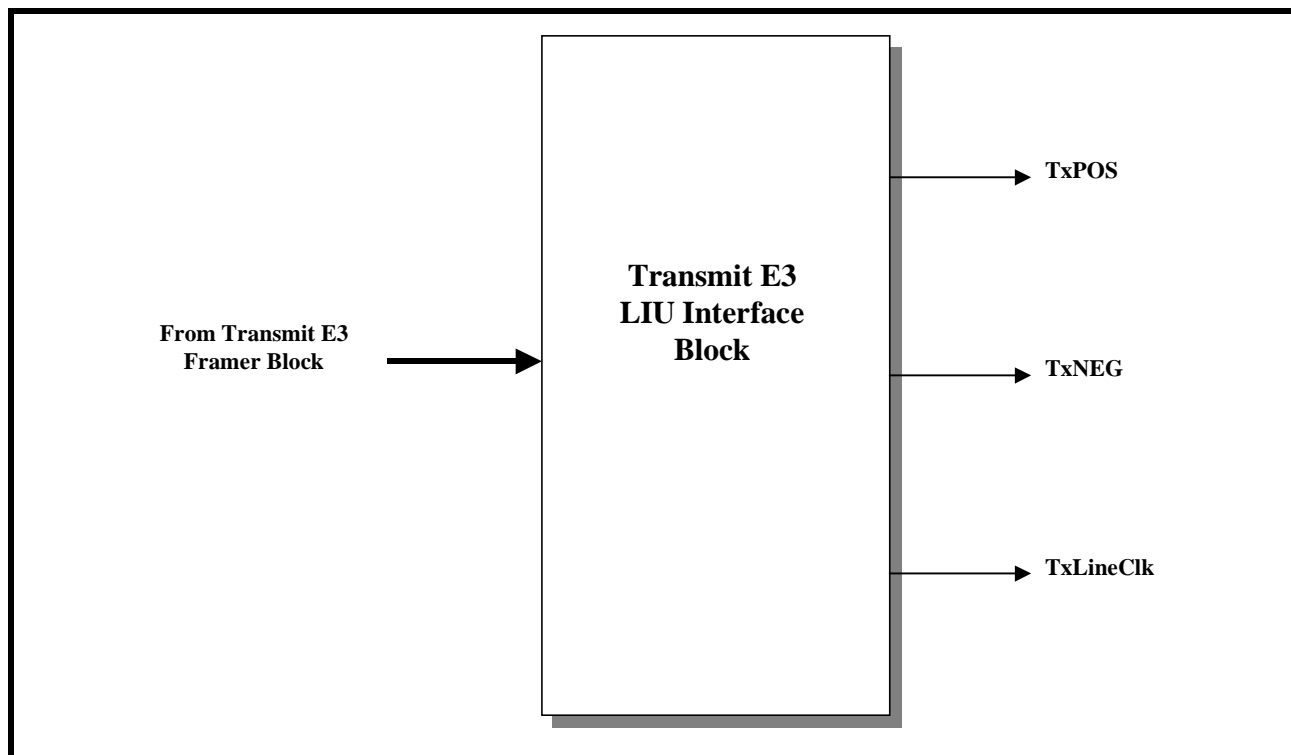 From Transmit E3
Framer Block
Transmit E3
LIU Interface
Block
TxPOS
TxNEG
TxLineClk